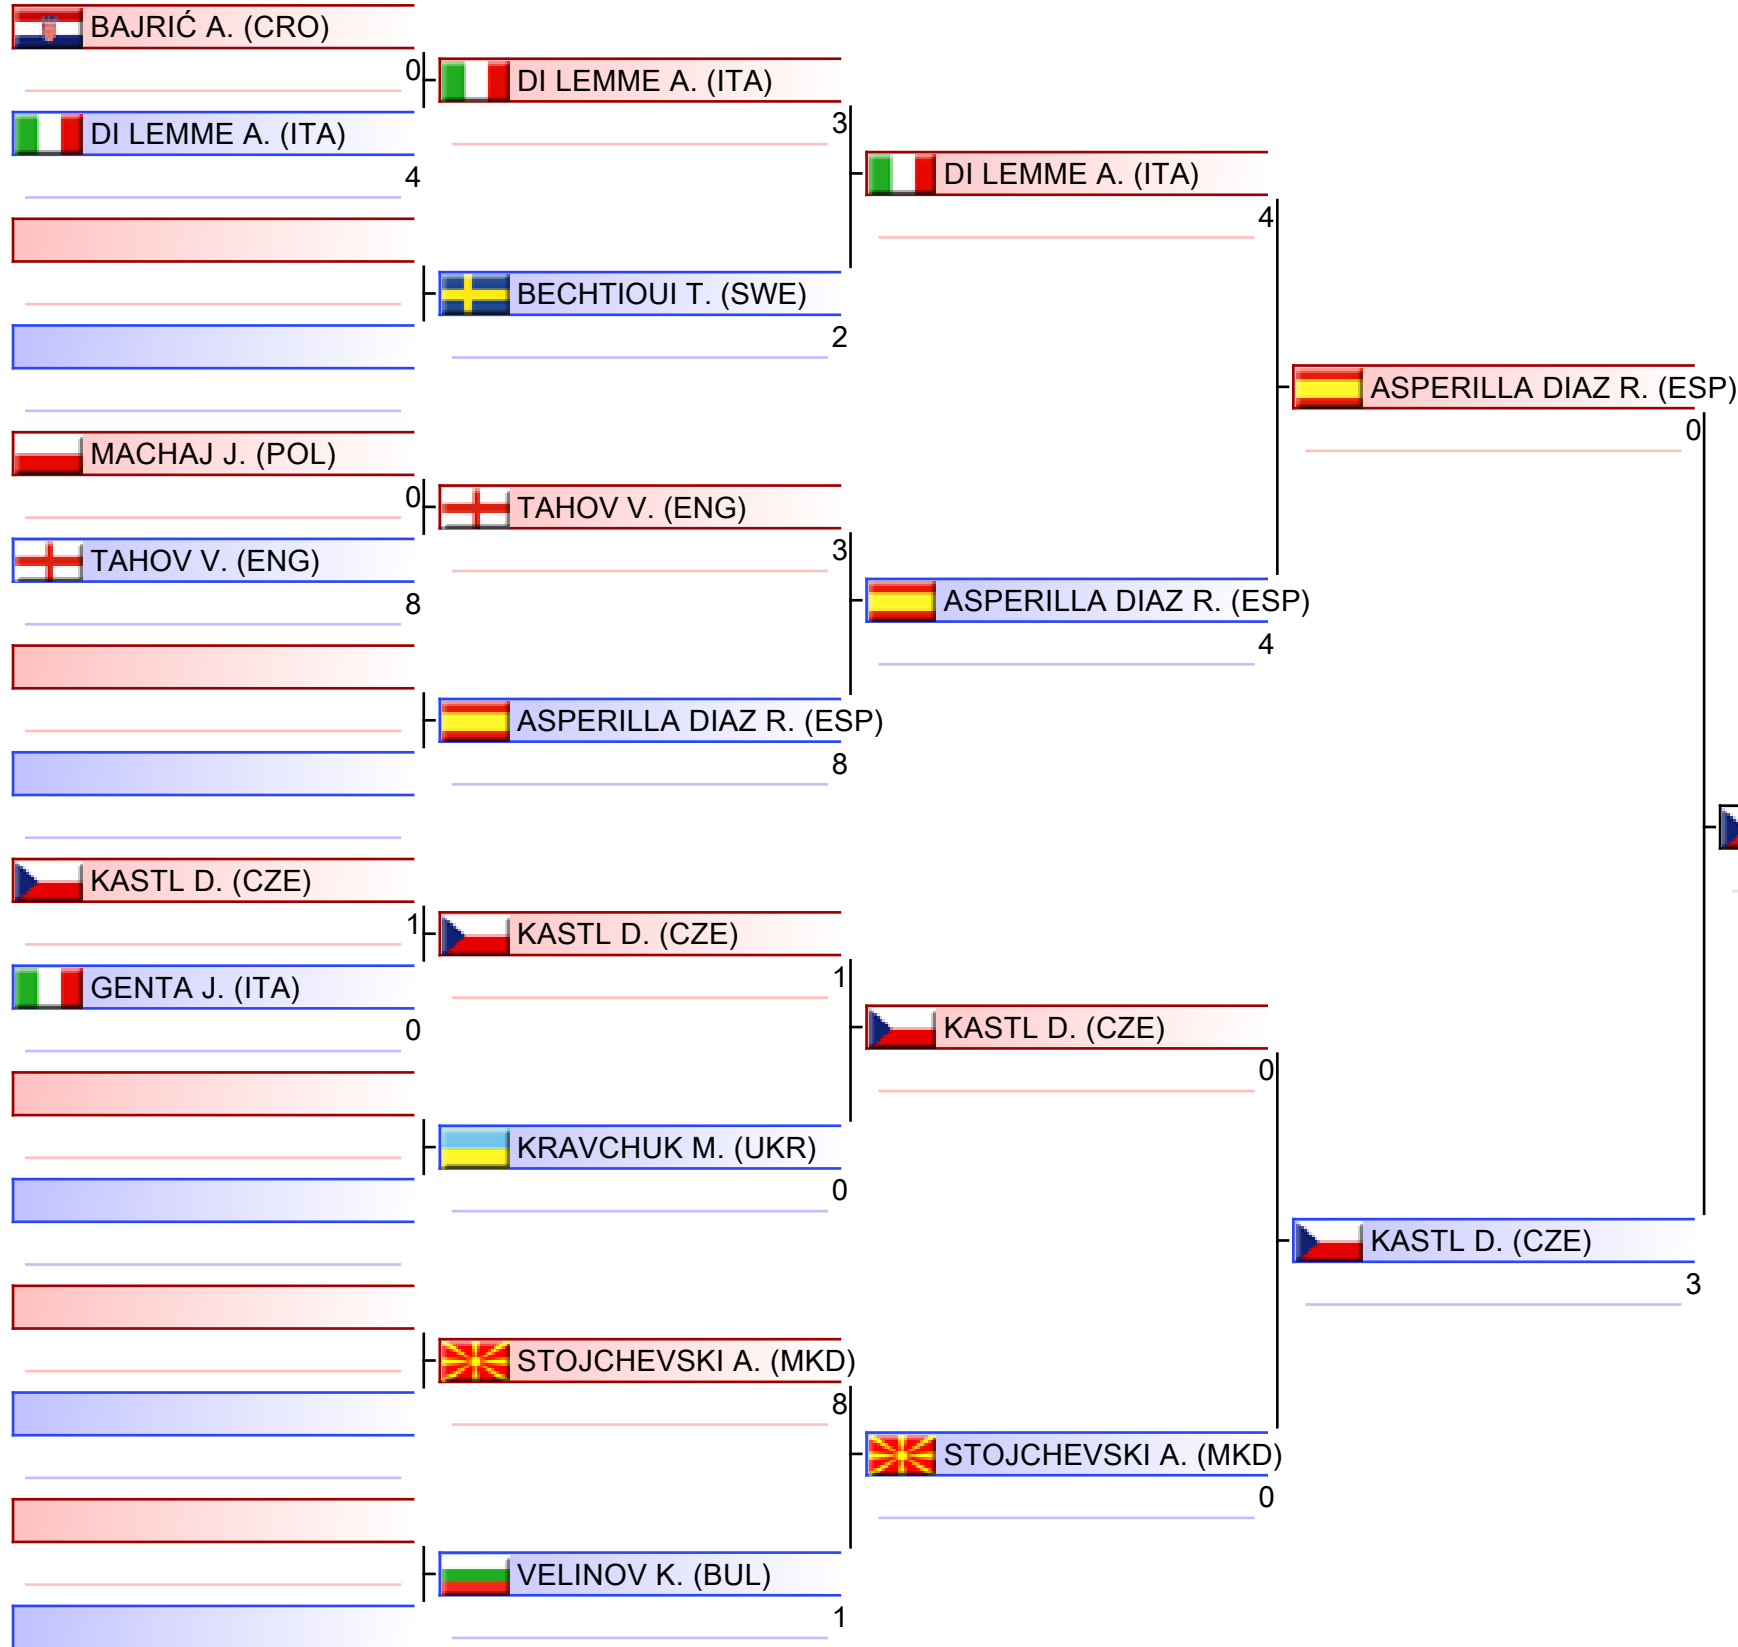 BAJRIĆ A. (CRO)
0
DI LEMME A. (ITA)
4
MACHAJ J. (POL)
0
TAHOV V. (ENG)
8
KASTL D. (CZE)
1
GENTA J. (ITA)
0
DI LEMME A. (ITA)
3
BECHTIOUI T. (SWE)
2
TAHOV V. (ENG)
3
ASPERILLA DIAZ R. (ESP)
8
KASTL D. (CZE)
1
KRAVCHUK M. (UKR)
0
STOJCHEVSKI A. (MKD)
8
VELINOV K. (BUL)
1
DI LEMME A. (ITA)
4
ASPERILLA DIAZ R. (ESP)
4
KASTL D. (CZE)
0
STOJCHEVSKI A. (MKD)
0
ASPERILLA DIAZ R. (ESP)
0
KASTL D. (CZE)
3